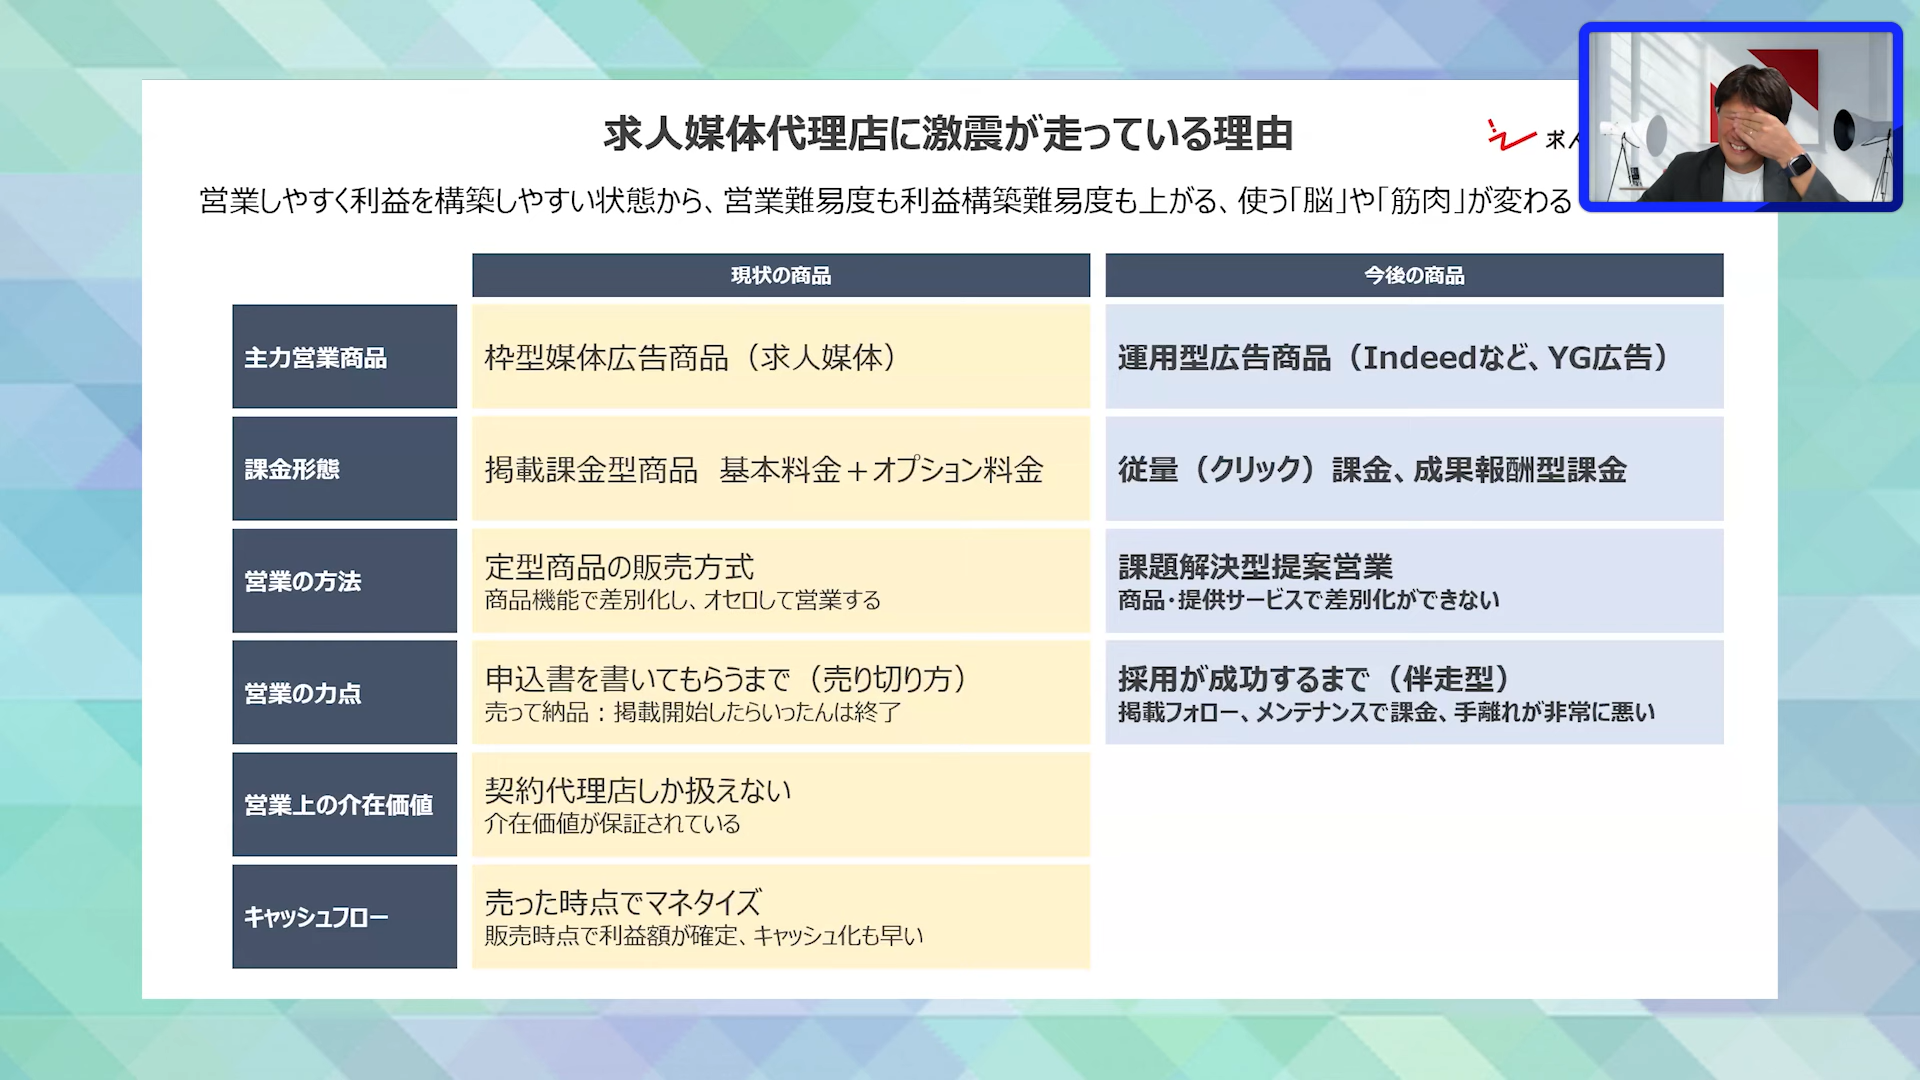 求人媒体代理店に激震が走っている理由
求人
営業しやすく利益を構築しやすい状態から、営業難易度も利益構築難易度も上がる、使う「脳」や「筋肉」が変わる
現状の商品
今後の商品
主力営業商品
枠型媒体広告商品（求人媒体）
運用型広告商品（Indeedなど、YG広告）
課金形態
掲載課金型商品　基本料金＋オプション料金
従量（クリック）課金、成果報酬型課金
営業の方法
定型商品の販売方式
商品機能で差別化し、オセロして営業する
課題解決型提案営業
商品・提供サービスで差別化ができない
営業の力点
申込書を書いてもらうまで（売り切り方）
売って納品：掲載開始したらいったんは終了
採用が成功するまで（伴走型）
掲載フォロー、メンテナンスで課金、手離れが非常に悪い
営業上の介在価値
契約代理店しか扱えない
介在価値が保証されている
キャッシュフロー
売った時点でマネタイズ
販売時点で利益額が確定、キャッシュ化も早い